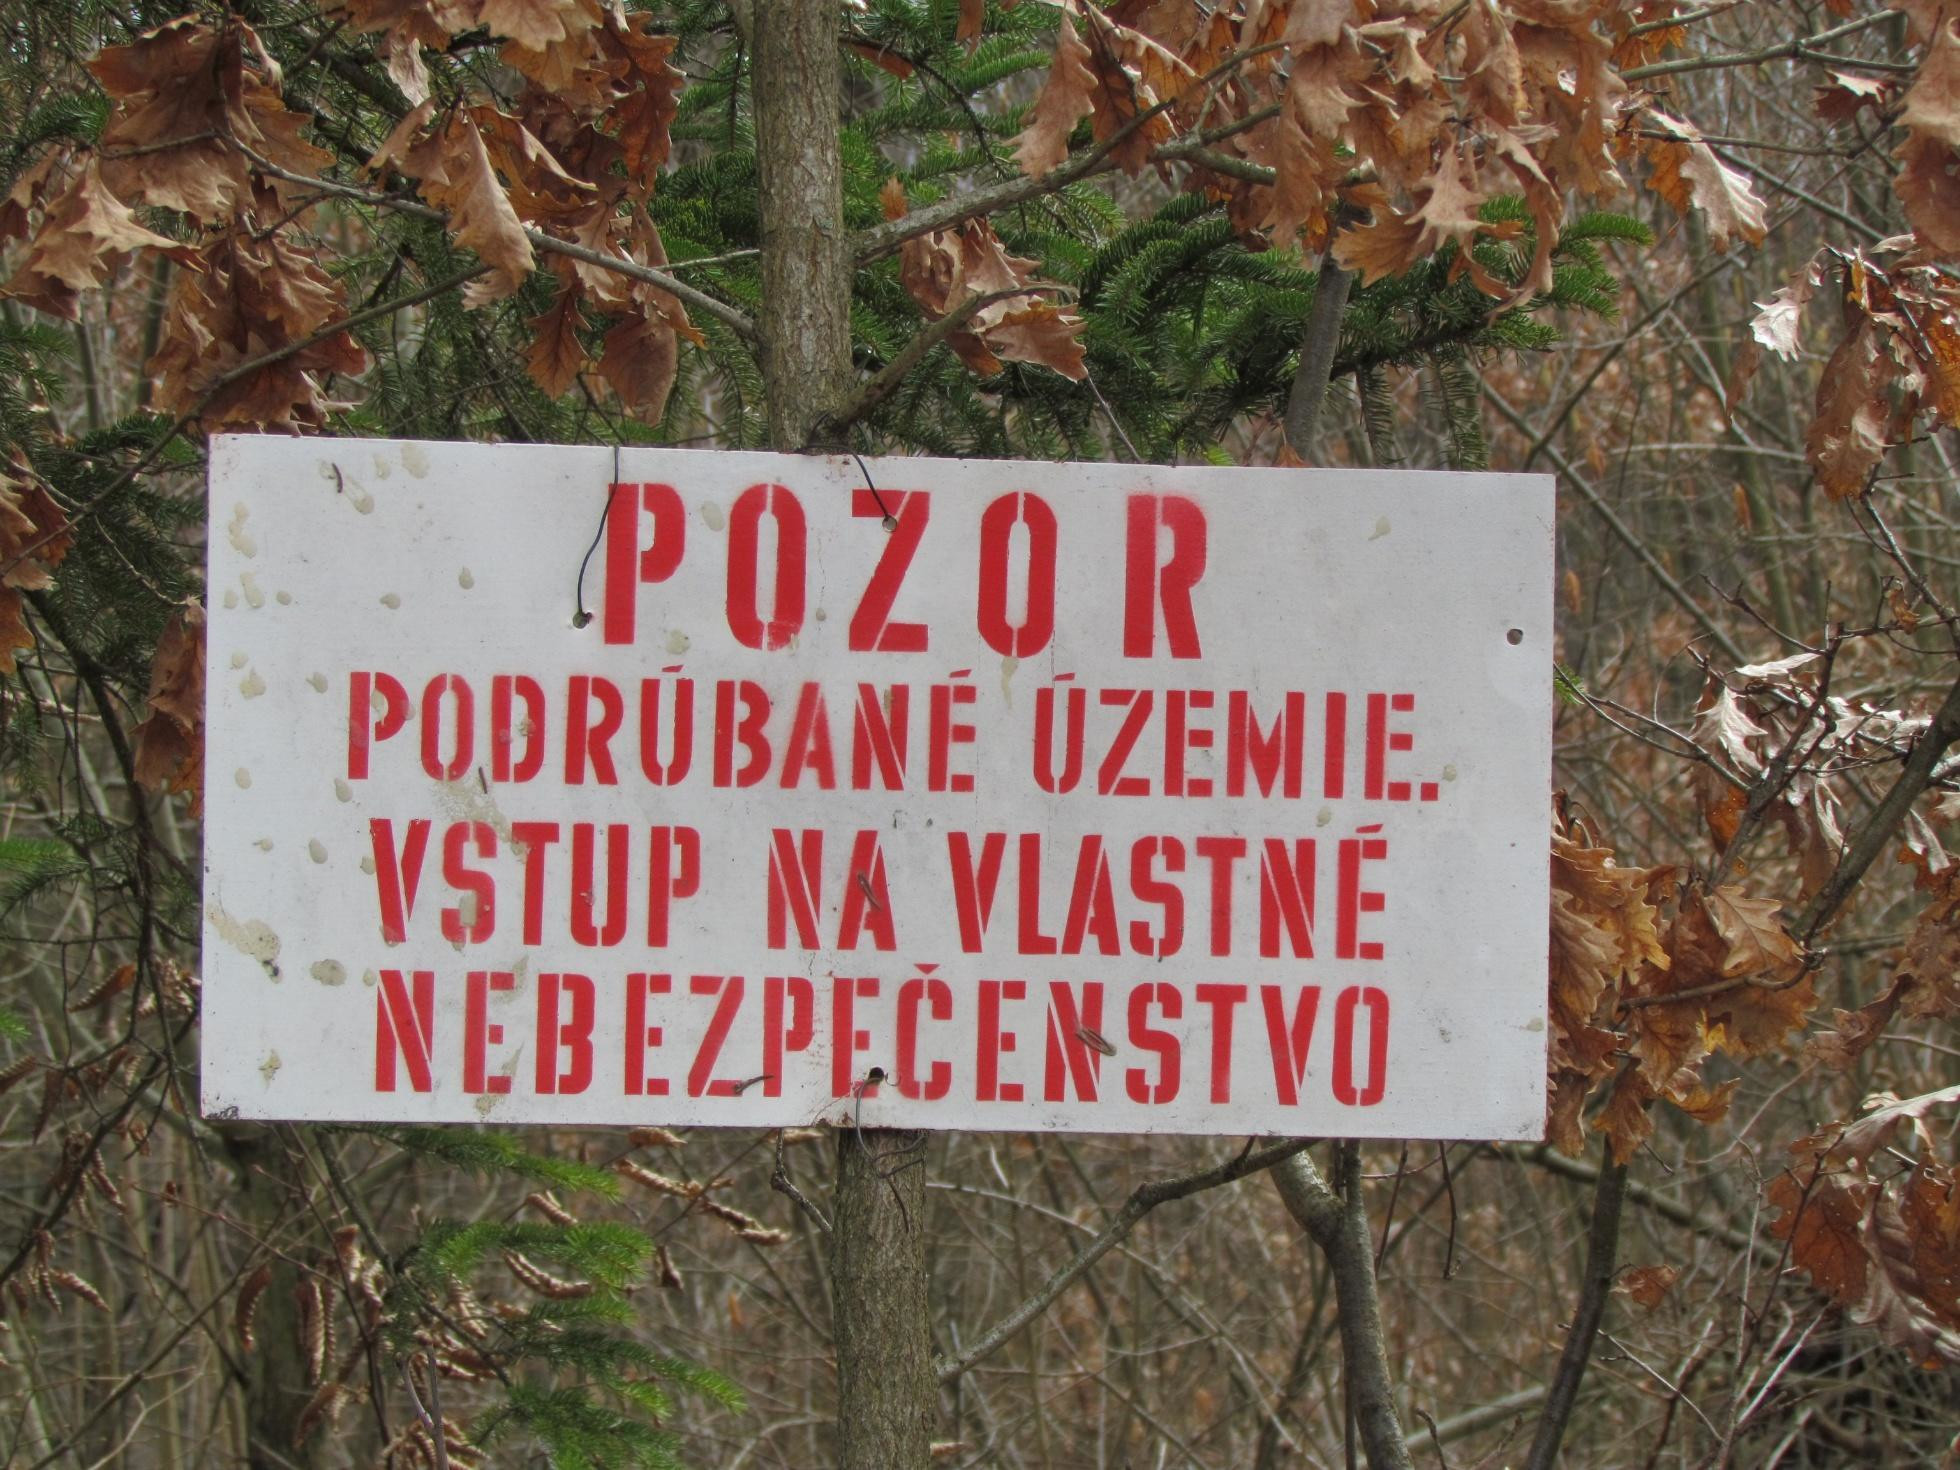 POZOR
PODRÚBANÉ ÚZEMIE.
VSTUP NA VLASTNÉ
NEBEZPEČENSTVO